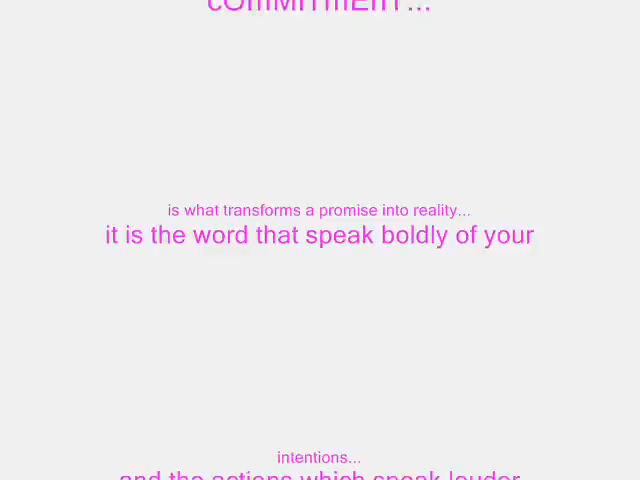 cOmMiTmEnT...
is what transforms a promise into reality...
it is the word that speak boldly of your
intentions...
and the actions which speak louder